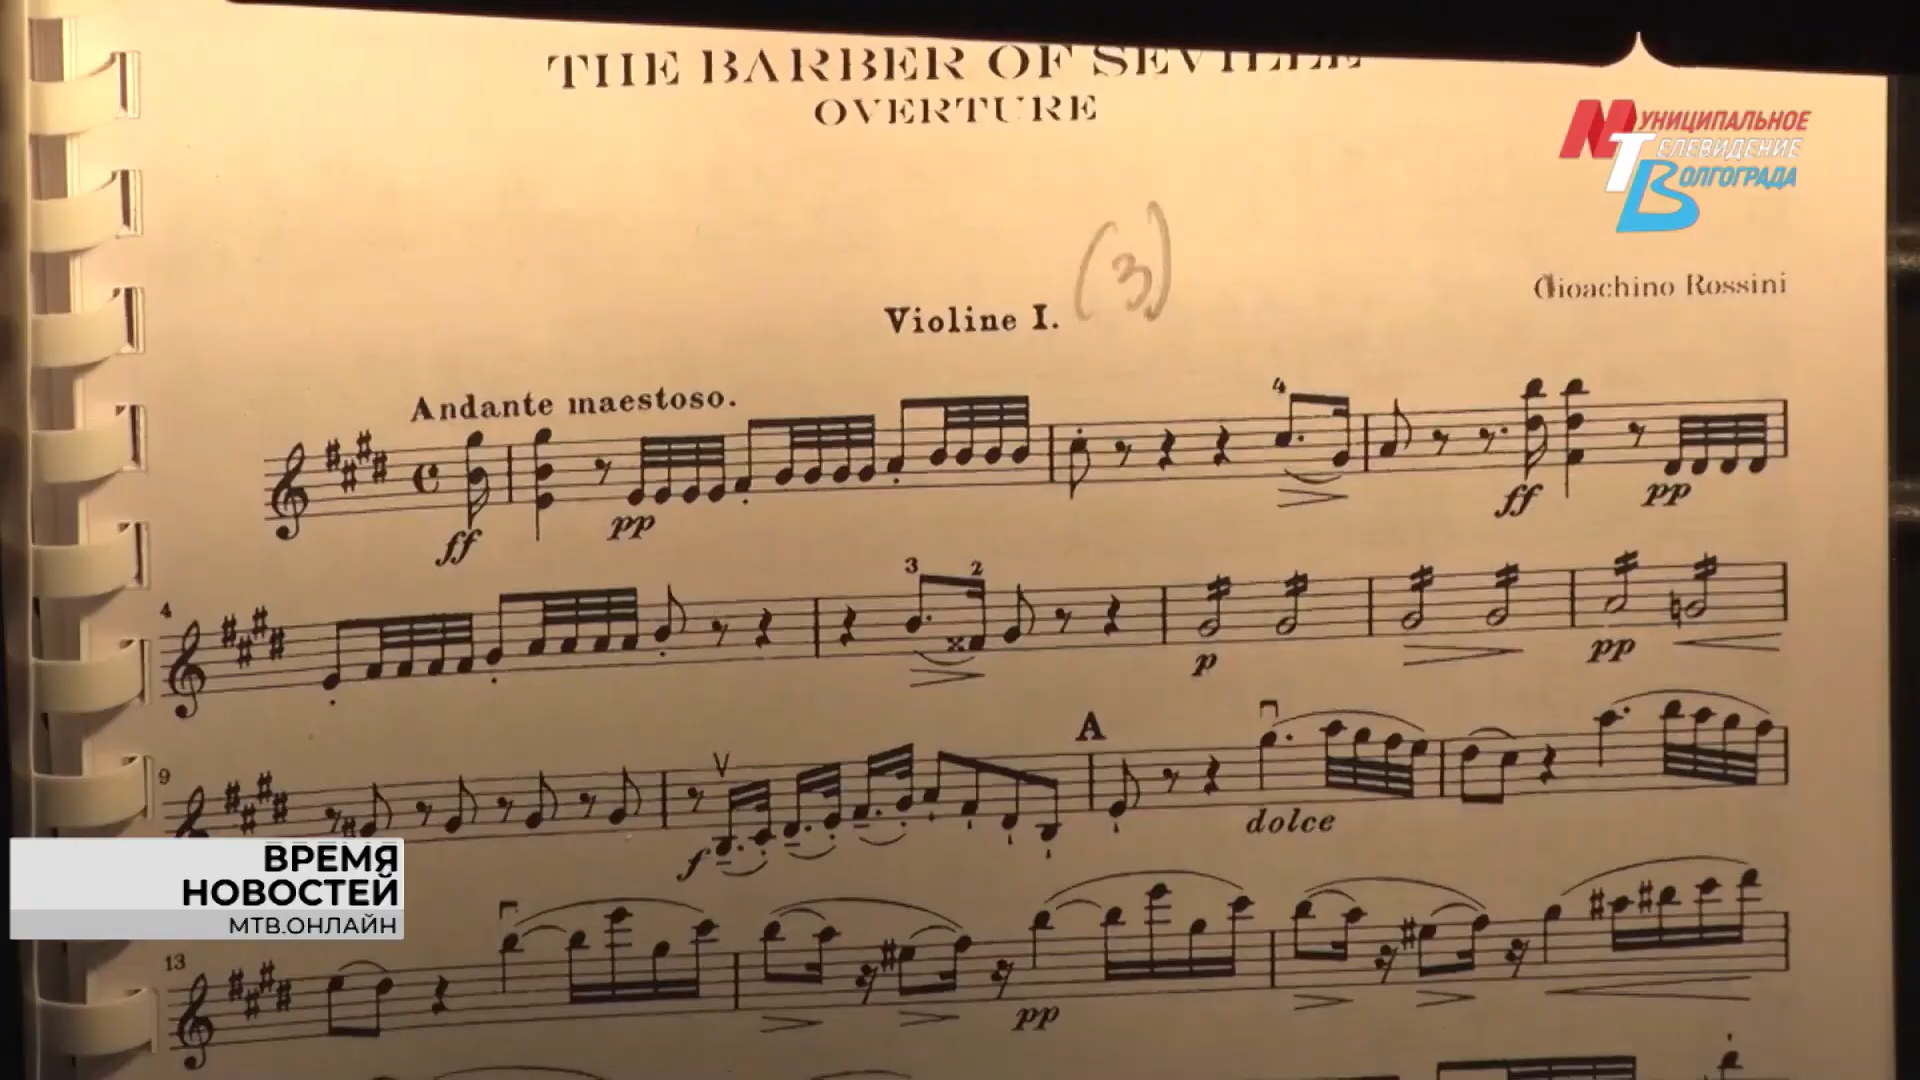 THE BARBER OF SEVILLE
OVERTURE
МУНИЦИПАЛЬНОЕ
ТЕЛЕВИДЕНИЕ
ВОЛГОГРАДА
(3)
Gioachino Rossini
Violine I.
Andante maestoso.
4
ff
pp
ff
pp
4
3 2
p
pp
A
9
V
f
dolce
ВРЕМЯ
НОВОСТЕЙ
МТВ.ОНЛАЙН
13
pp